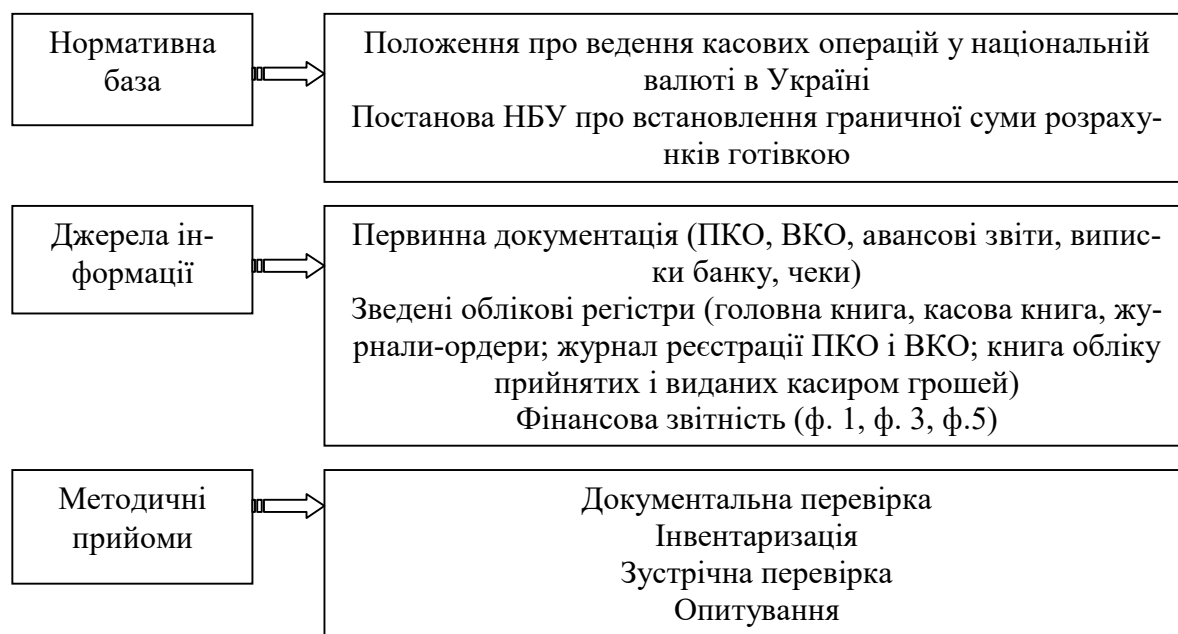 Нормативна
база
Положення про ведення касових операцій у національній
валюті в Україні
Постанова НБУ про встановлення граничної суми розраху-
нків готівкою
Джерела ін-
формації
Первинна документація (ПКО, ВКО, авансові звіти, випис-
ки банку, чеки)
Зведені облікові регістри (головна книга, касова книга, жу-
рнали-ордери; журнал реєстрації ПКО і ВКО; книга обліку
прийнятих і виданих касиром грошей)
Фінансова звітність (ф. 1, ф. 3, ф.5)
Методичні
прийоми
Документальна перевірка
Інвентаризація
Зустрічна перевірка
Опитування